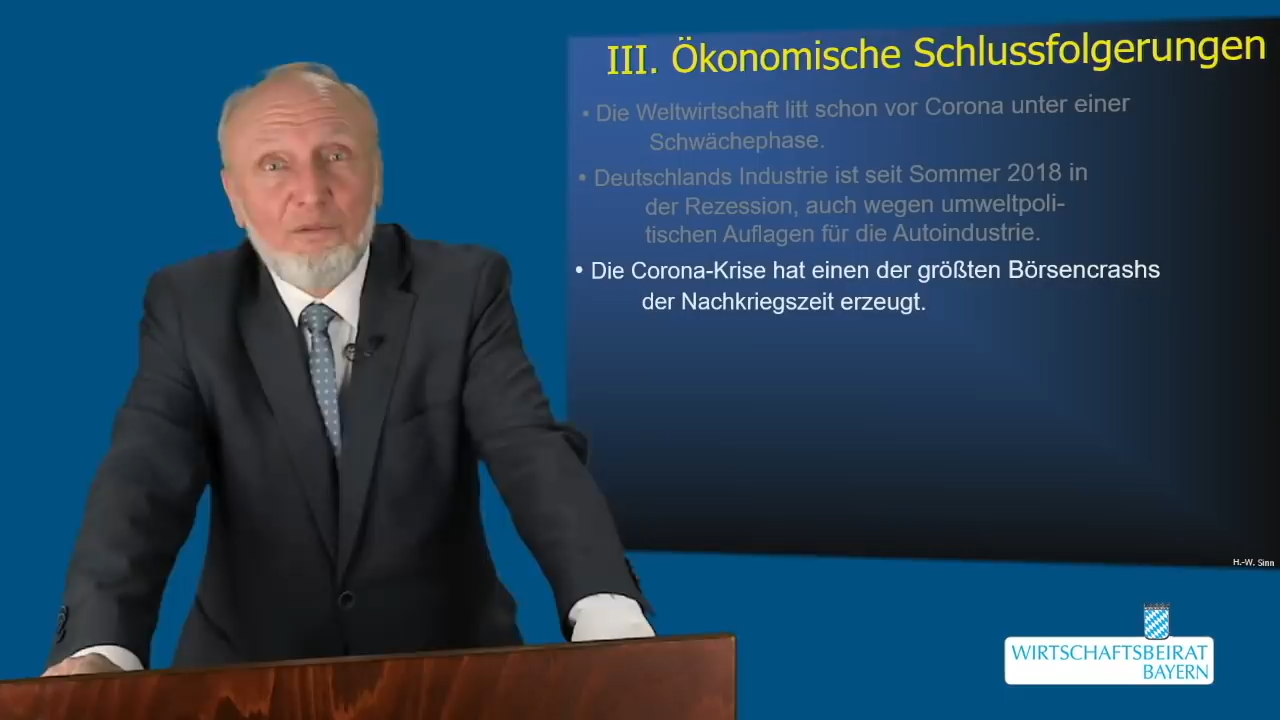 III. Ökonomische Schlussfolgerungen
• Die Weltwirtschaft litt schon vor Corona unter einer
Schwächephase.
• Deutschlands Industrie ist seit Sommer 2018 in
der Rezession, auch wegen umweltpoli-
tischen Auflagen für die Autoindustrie.
• Die Corona-Krise hat einen der größten Börsencrashs
der Nachkriegszeit erzeugt.
H.-W. Sinn
WIRTSCHAFTSBEIRAT
BAYERN